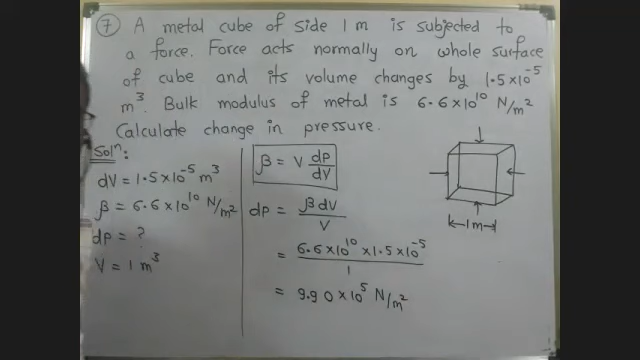 ⑦ A metal cube of side 1 m is subjected to
a force. Force acts normally on whole surface
of cube and its volume changes by 1.5×10⁻⁵
m³. Bulk modulus of metal is 6.6×10¹⁰ N/m²
Calculate change in pressure.
Solⁿ:
dV = 1.5×10⁻⁵ m³
β = 6.6×10¹⁰ N/m²
dp = ?
V = 1 m³
β = V dp/dV
dp = β dV/V
= 6.6×10¹⁰ × 1.5×10⁻⁵/1
= 9.90 × 10⁵ N/m²
1m